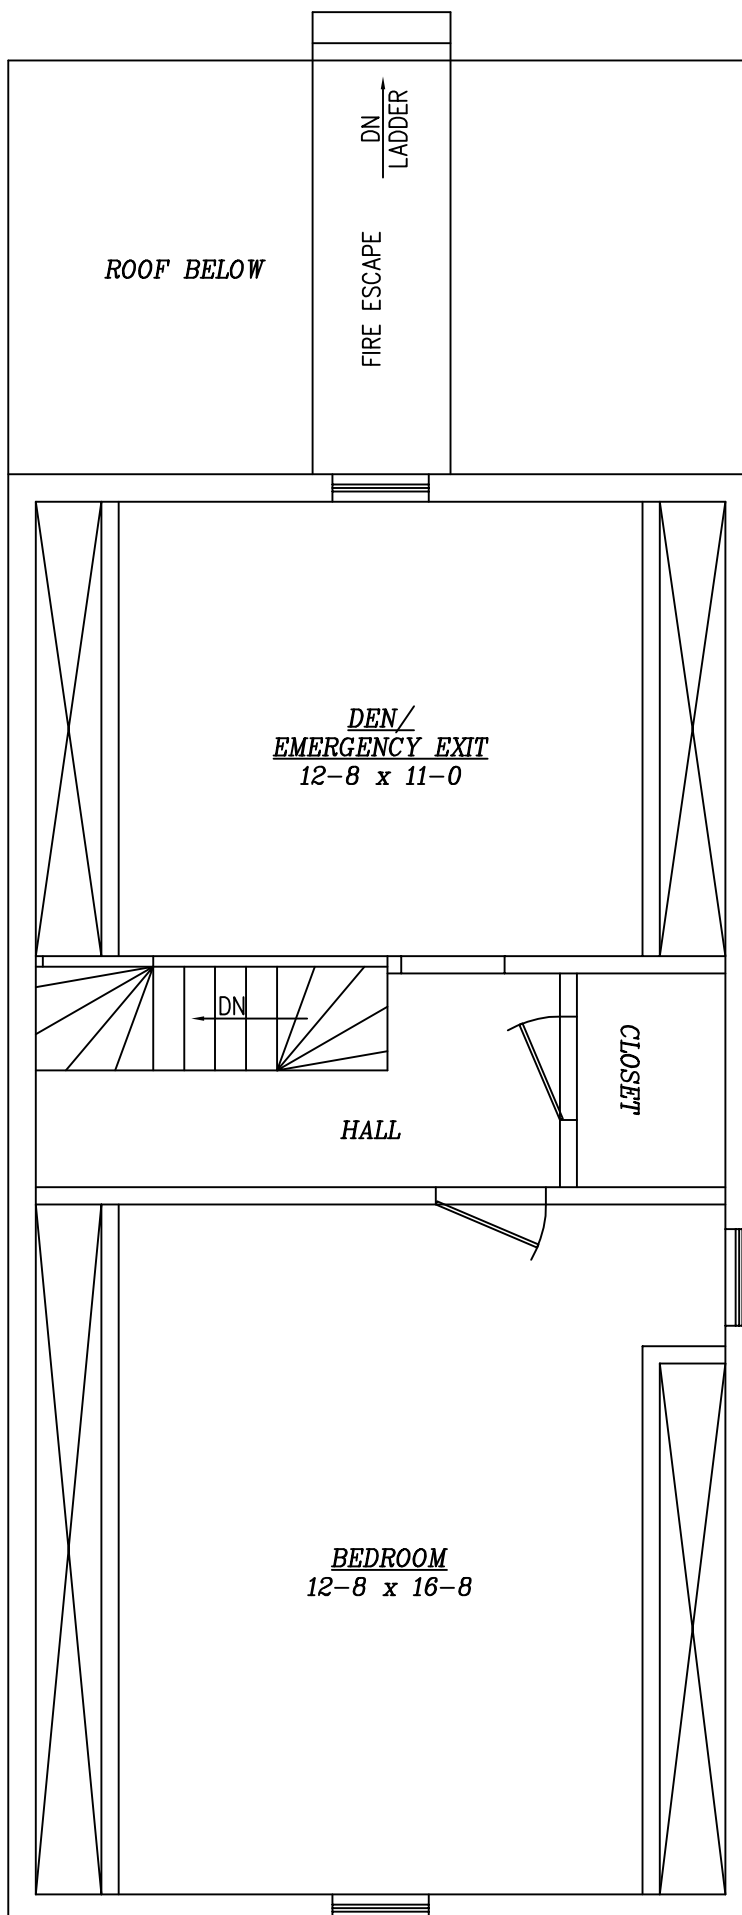 DN
LADDER
FIRE ESCAPE
ROOF BELOW
DEN/
EMERGENCY EXIT
12-8 x 11-0
DN
CLOSET
HALL
BEDROOM
12-8 x 16-8